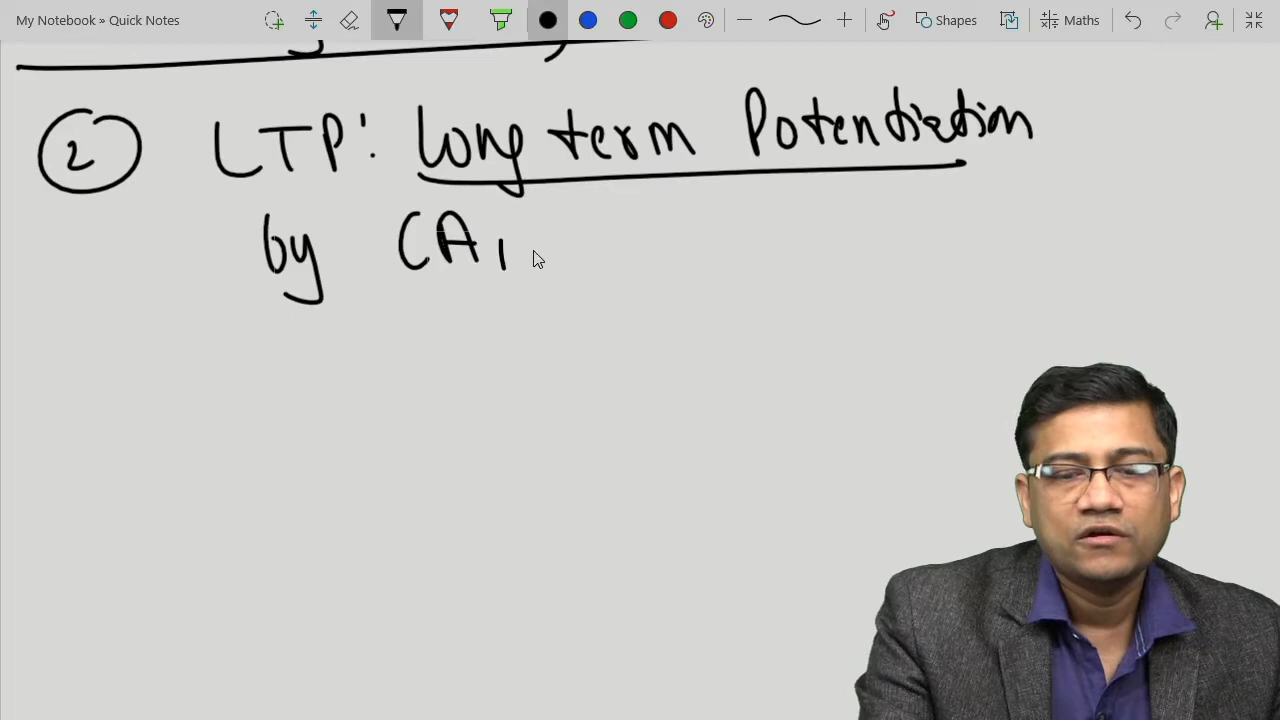 My Notebook » Quick Notes Shapes Maths
2 LTP: Long term Potentiation
by CA1